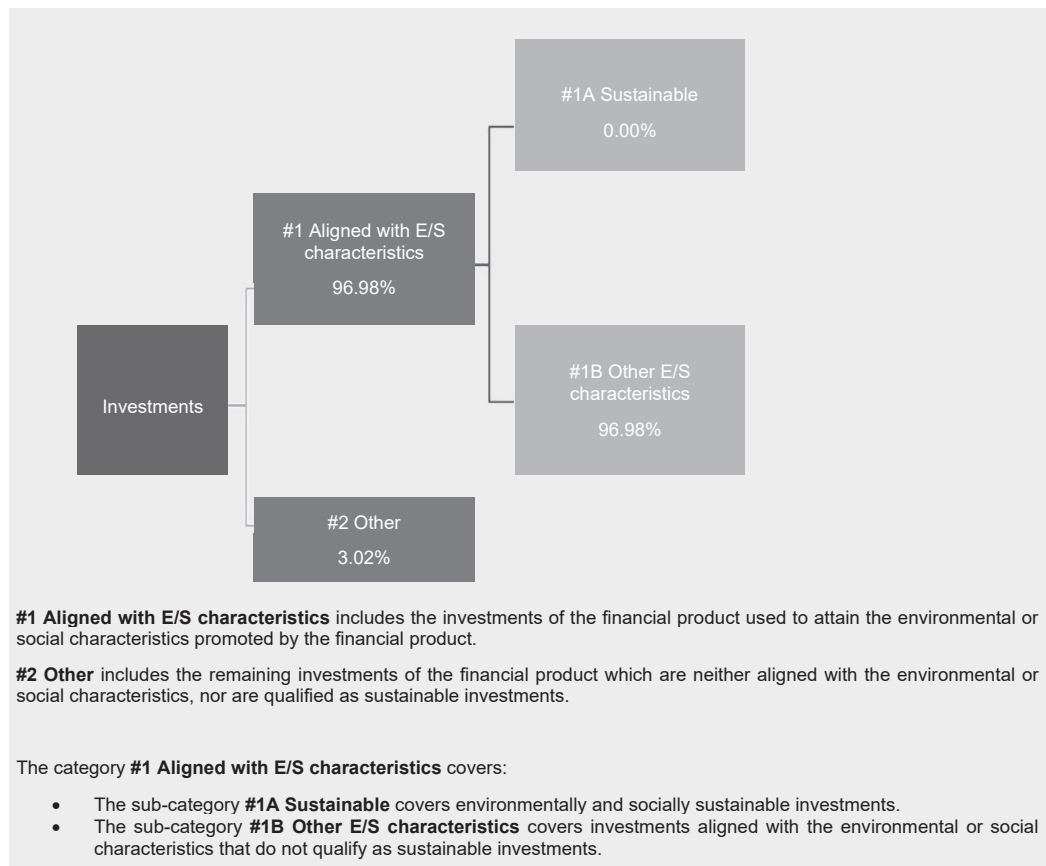 #1A Sustainable
0.00%
#1 Aligned with E/S
characteristics
96.98%
#1B Other E/S
characteristics
96.98%
Investments
#2 Other
3.02%
#1 Aligned with E/S characteristics includes the investments of the financial product used to attain the environmental or
social characteristics promoted by the financial product.
#2 Other includes the remaining investments of the financial product which are neither aligned with the environmental or
social characteristics, nor are qualified as sustainable investments.
The category #1 Aligned with E/S characteristics covers:
• The sub-category #1A Sustainable covers environmentally and socially sustainable investments.
• The sub-category #1B Other E/S characteristics covers investments aligned with the environmental or social
characteristics that do not qualify as sustainable investments.